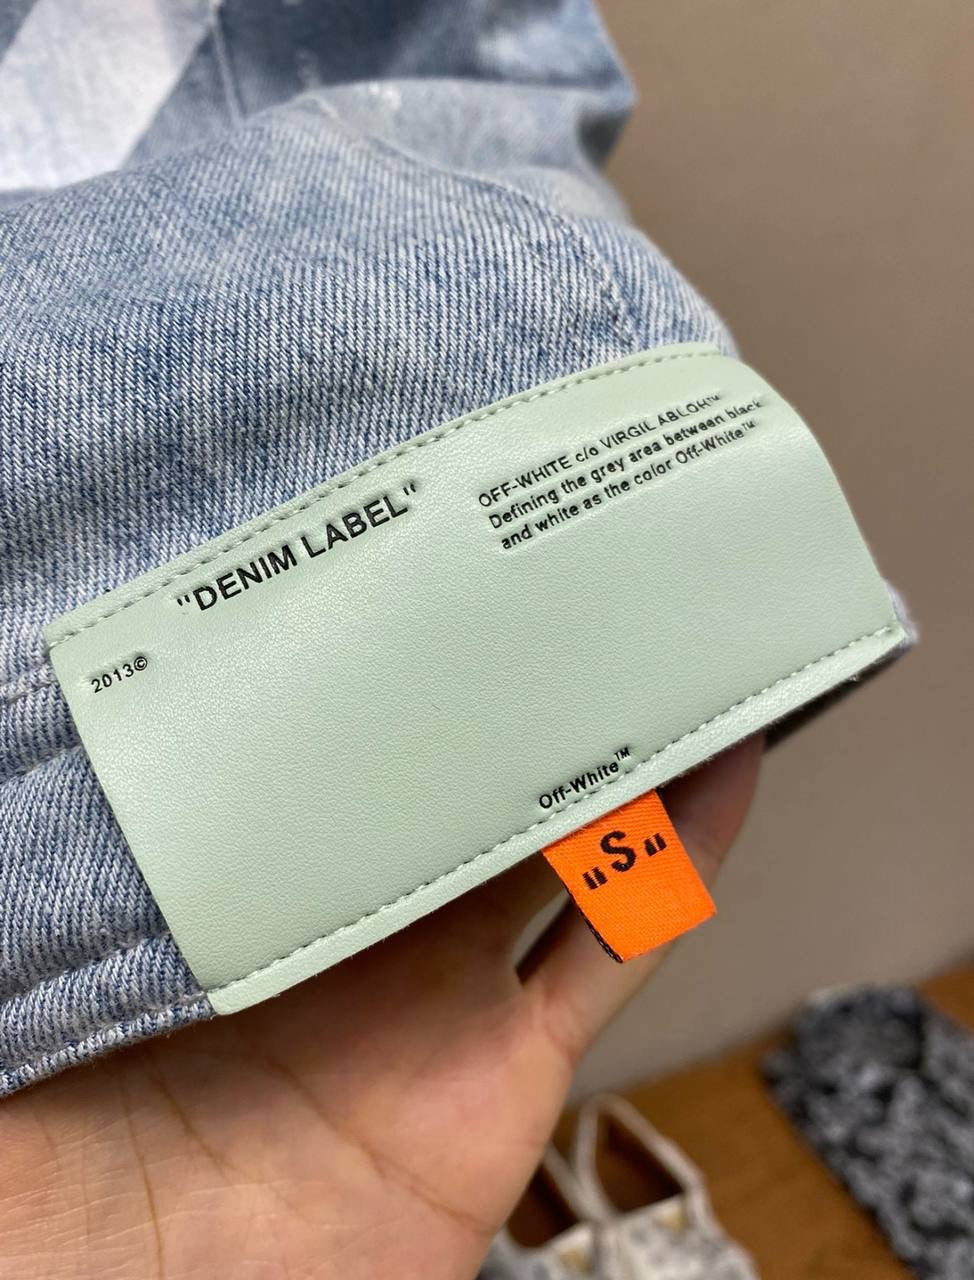 "DENIM LABEL"
OFF-WHITE c/o VIRGIL ABLOH™
Defining the grey area between black
and white as the color Off-White™
2013©
Off-White™
"S"